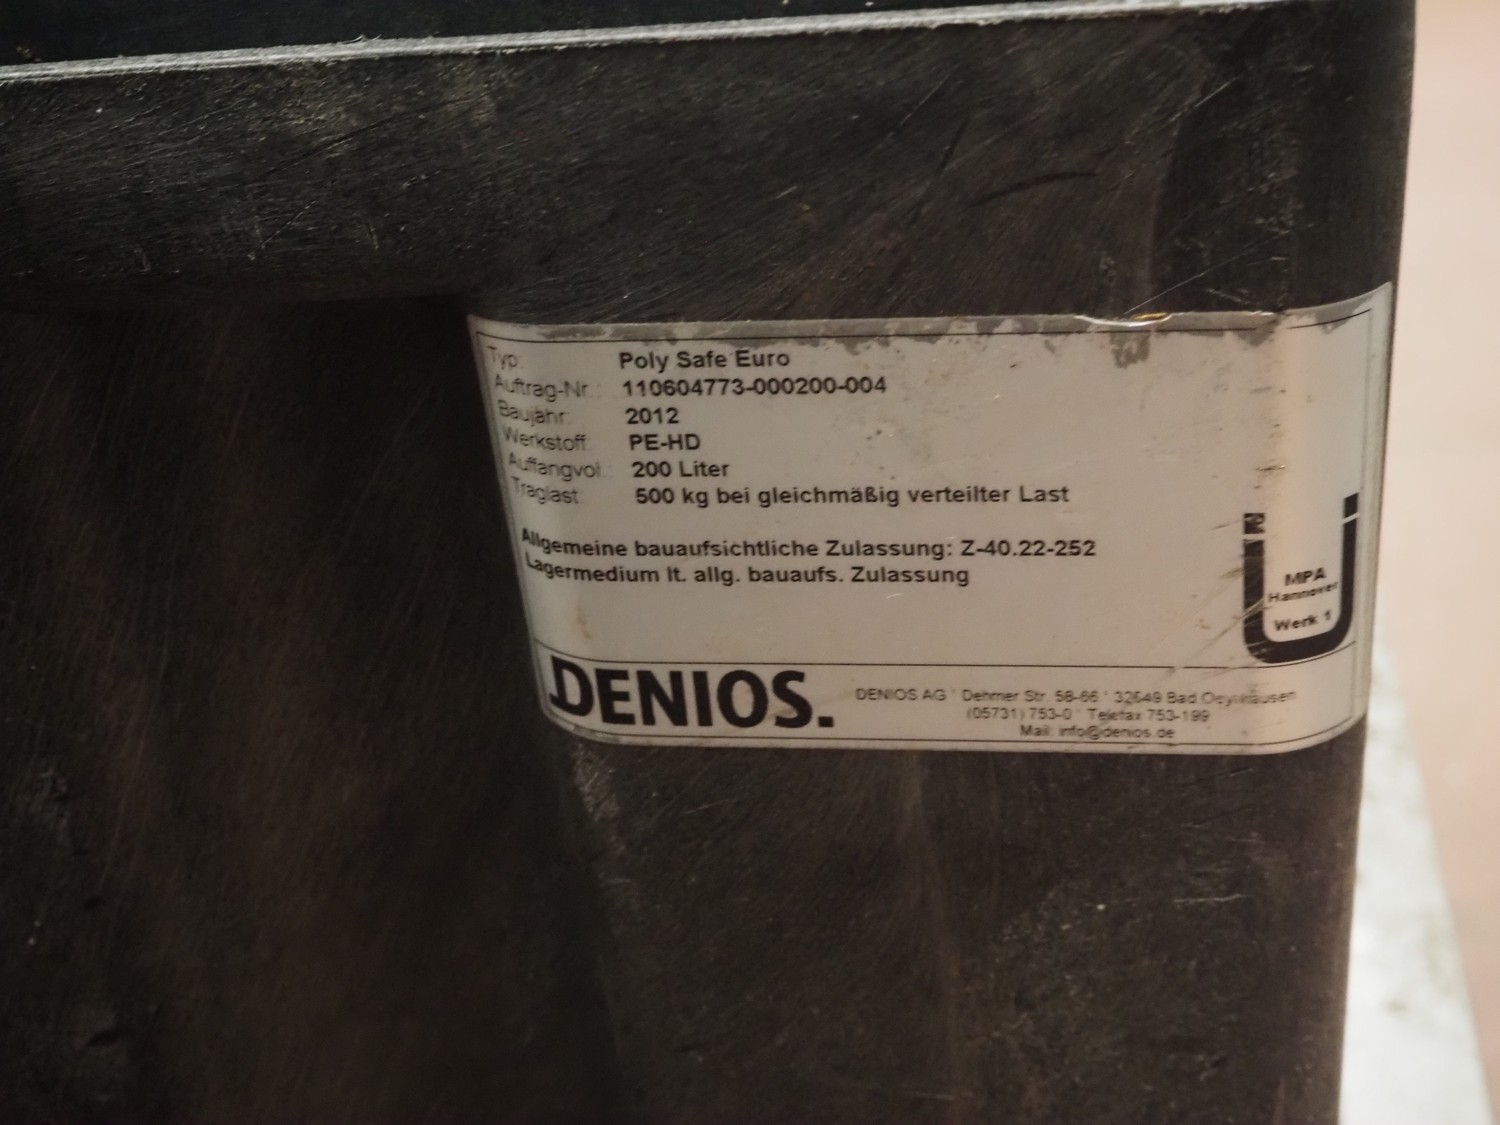 Typ: Poly Safe Euro
Auftrag-Nr.: 110604773-000200-004
Baujahr: 2012
Werkstoff: PE-HD
Auffangvol.: 200 Liter
Traglast: 500 kg bei gleichmäßig verteilter Last
Allgemeine bauaufsichtliche Zulassung: Z-40.22-252
Lagermedium lt. allg. bauaufs. Zulassung
Ü
MPA
Hannover
Werk 1
DENIOS.
DENIOS AG * Dehmer Str. 58-66 * 32549 Bad Oeynhausen
(05731) 753-0 * Telefax 753-199
Mail: info@denios.de